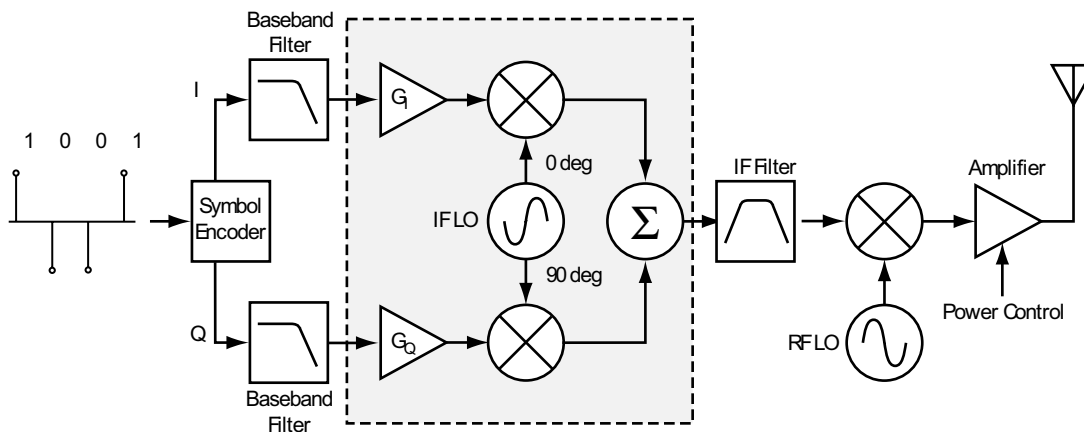 Baseband
Filter
I
G_I
1 0 0 1
0 deg
IF Filter
Amplifier
Symbol
Encoder
IF LO
Σ
90 deg
Power Control
Q
G_Q
RF LO
Baseband
Filter